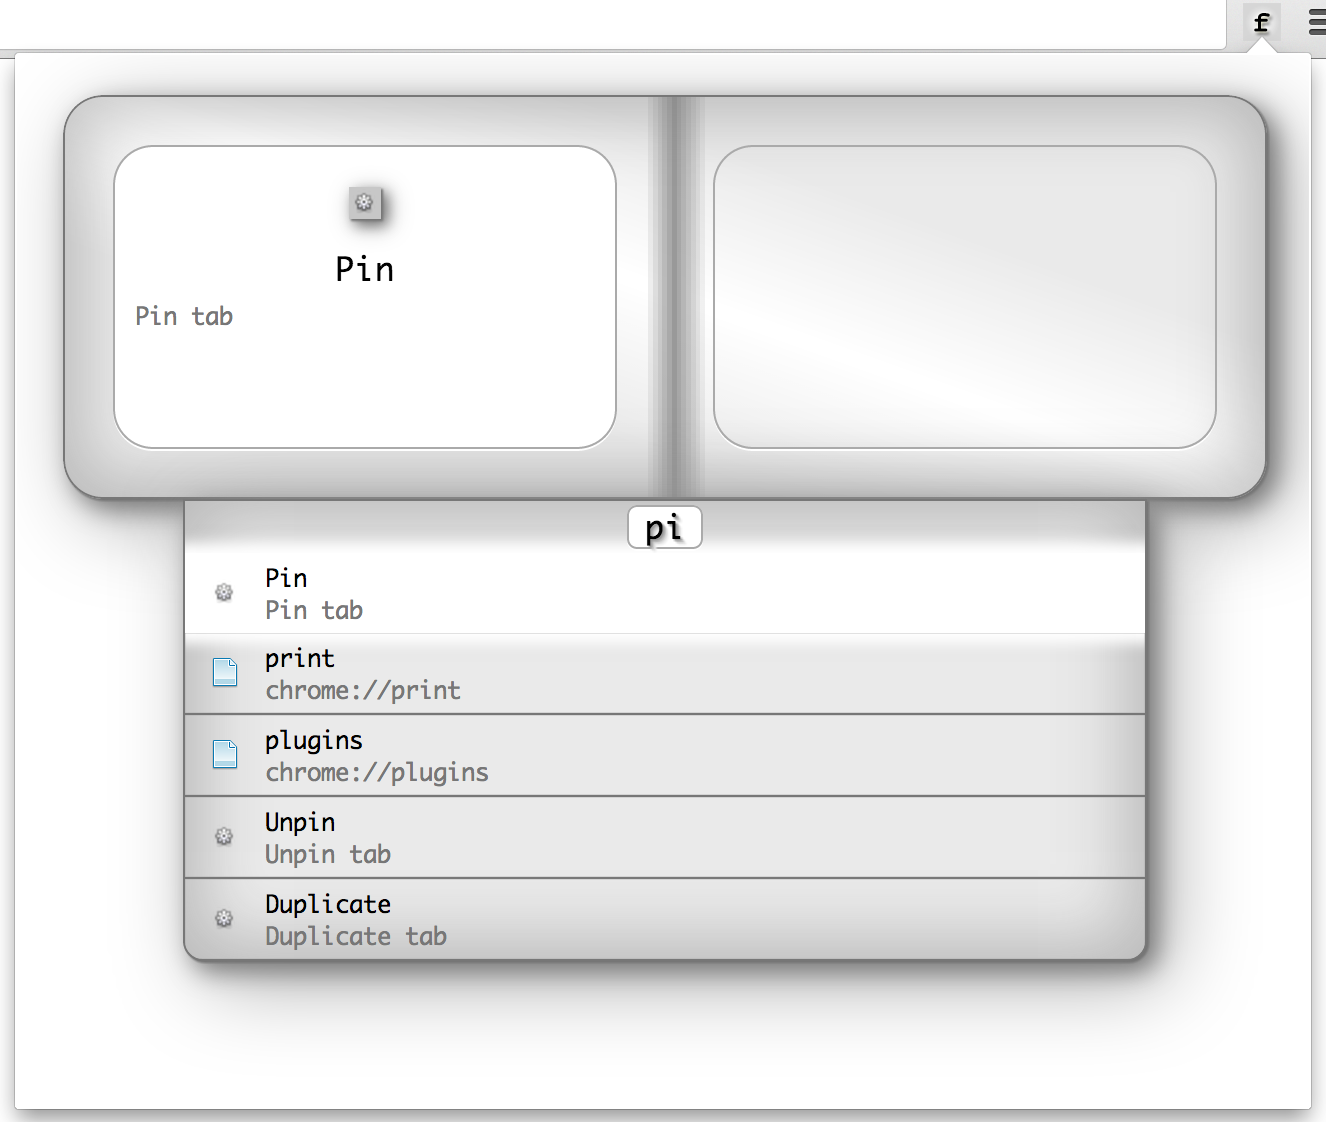 f
Pin
Pin tab
pi
Pin
Pin tab
print
chrome://print
plugins
chrome://plugins
Unpin
Unpin tab
Duplicate
Duplicate tab